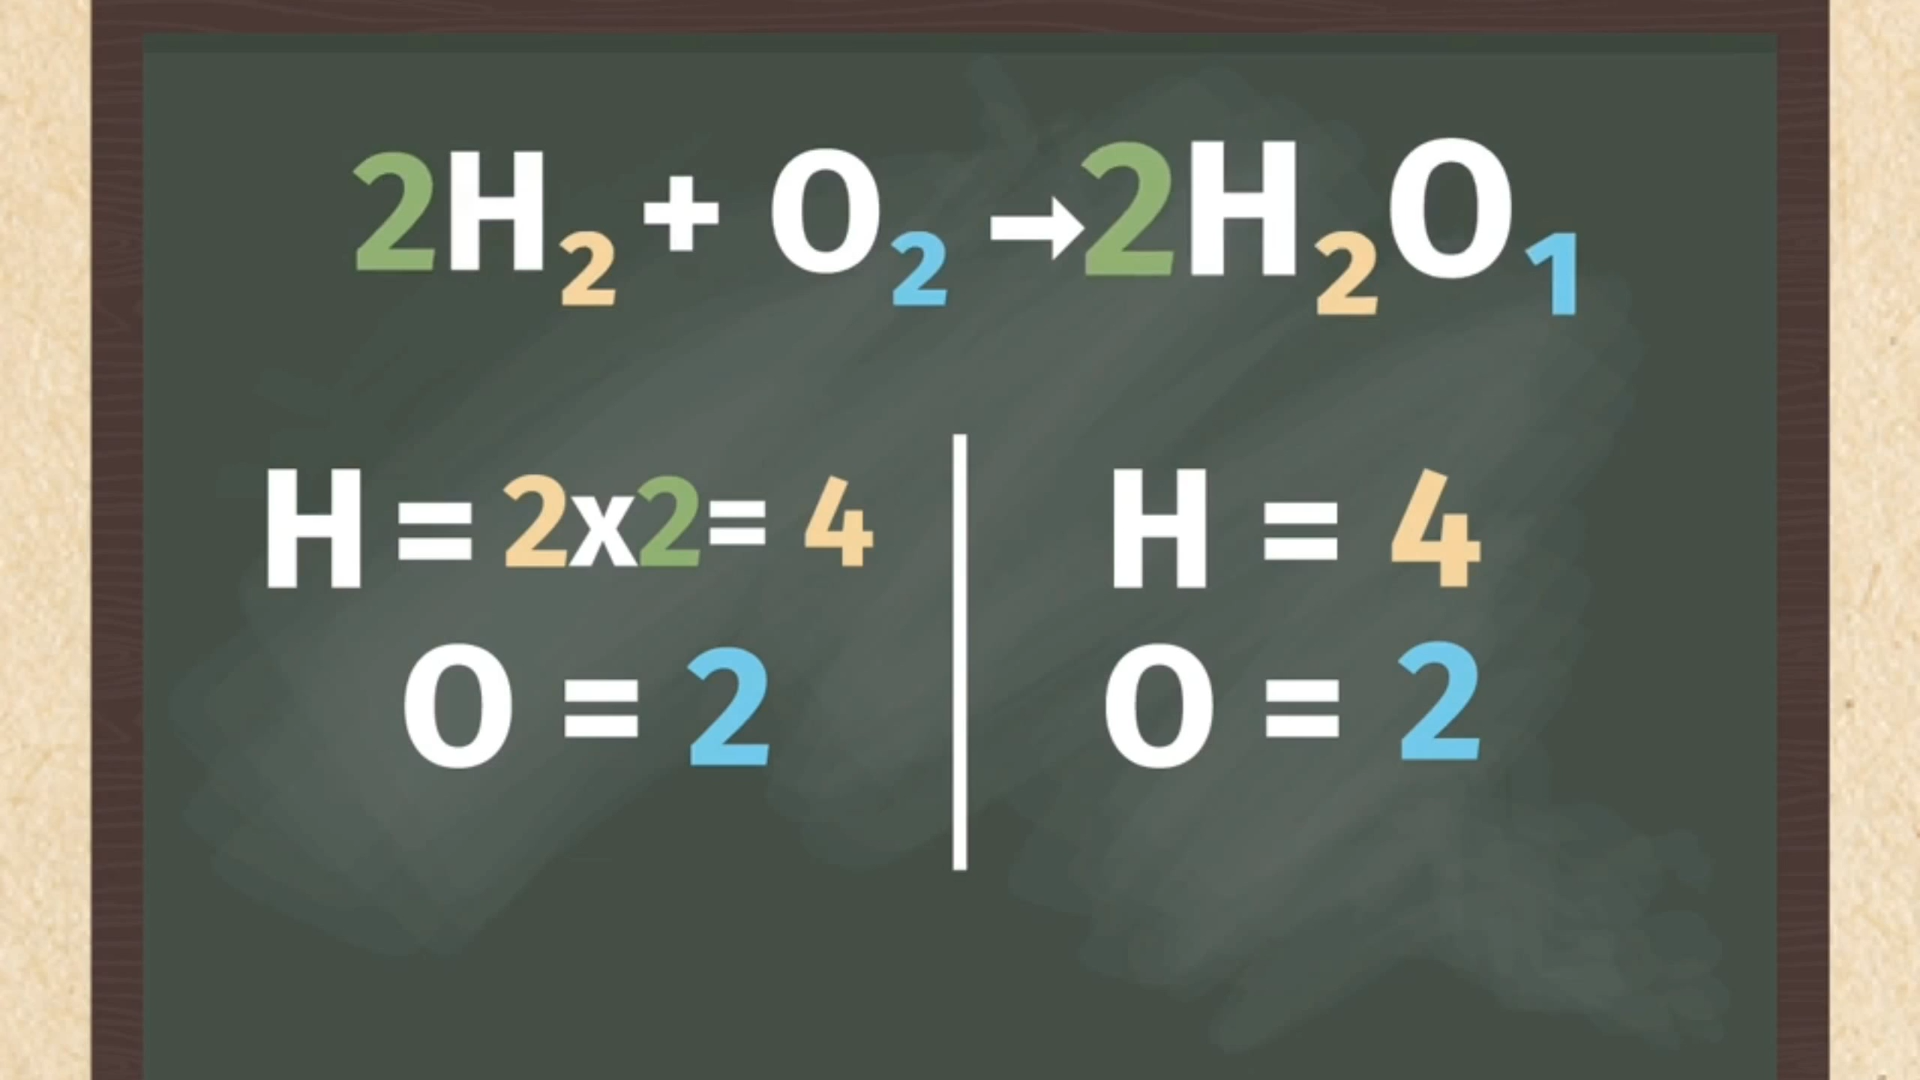 2H₂ + O₂ → 2H₂O₁
H = 2x2 = 4 | H = 4
O = 2 | O = 2